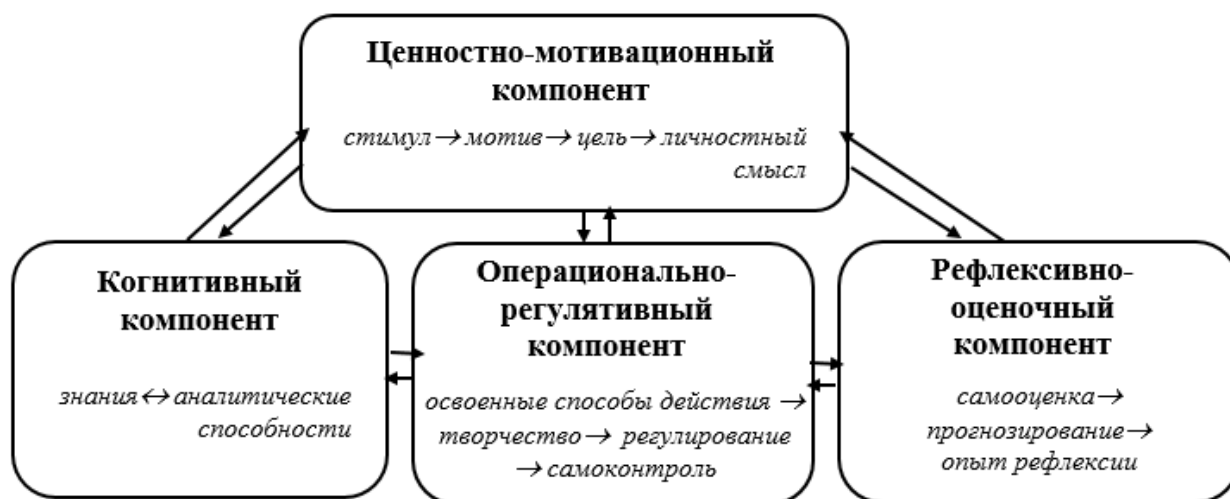 Ценностно-мотивационный
компонент
стимул→мотив→цель→личностный
смысл
Когнитивный
компонент
знания↔аналитические
способности
Операционально-
регулятивный
компонент
освоенные способы действия →
творчество→ регулирование
→самоконтроль
Рефлексивно-
оценочный
компонент
самооценка→
прогнозирование→
опыт рефлексии